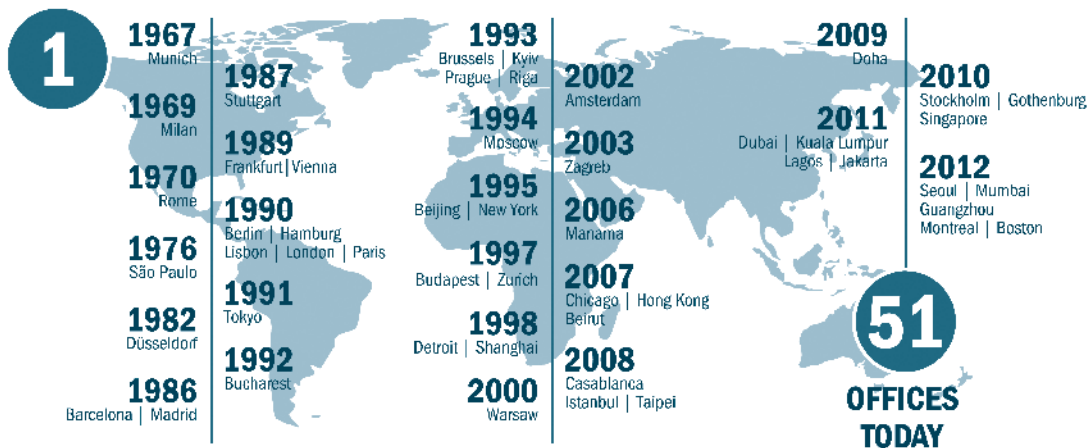 1
1967
Munich
1969
Milan
1970
Rome
1976
São Paulo
1982
Düsseldorf
1986
Barcelona | Madrid
1987
Stuttgart
1989
Frankfurt | Vienna
1990
Berlin | Hamburg
Lisbon | London | Paris
1991
Tokyo
1992
Bucharest
1993
Brussels | Kyiv
Prague | Riga
1994
Moscow
1995
Beijing | New York
1997
Budapest | Zurich
1998
Detroit | Shanghai
2000
Warsaw
2002
Amsterdam
2003
Zagreb
2006
Manama
2007
Chicago | Hong Kong
Beirut
2008
Casablanca
Istanbul | Taipei
2009
Doha
2011
Dubai | Kuala Lumpur
Lagos | Jakarta
2010
Stockholm | Gothenburg
Singapore
2012
Seoul | Mumbai
Guangzhou
Montreal | Boston
51
OFFICES
TODAY